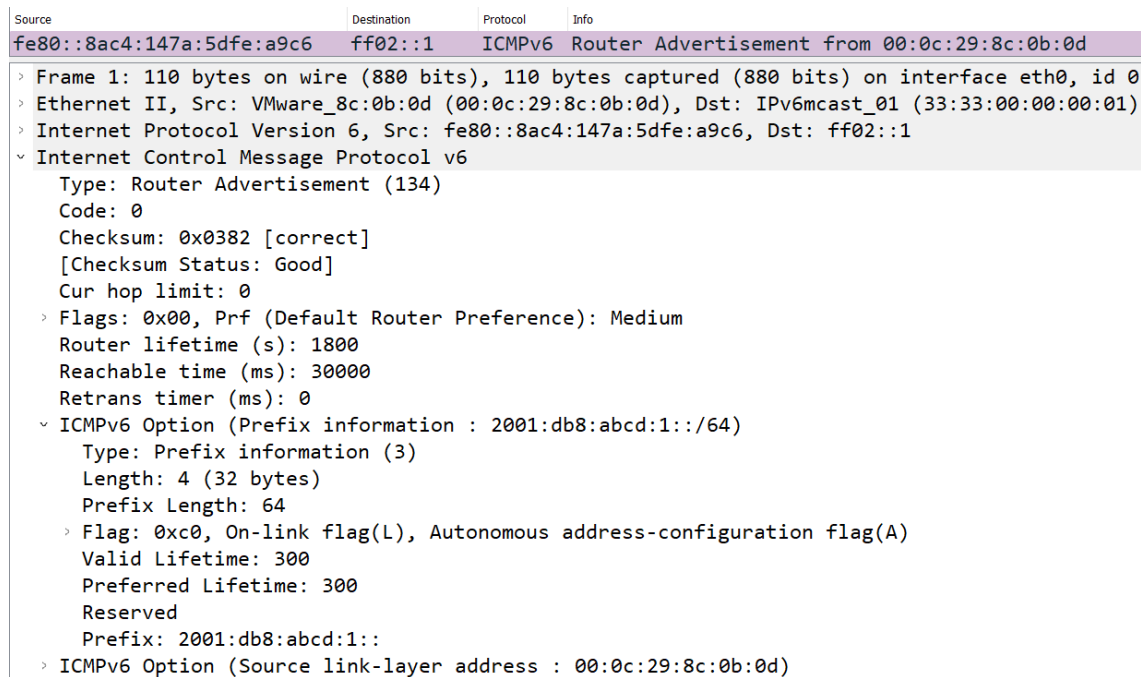 Source Destination Protocol Info
fe80::8ac4:147a:5dfe:a9c6 ff02::1 ICMPv6 Router Advertisement from 00:0c:29:8c:0b:0d
Frame 1: 110 bytes on wire (880 bits), 110 bytes captured (880 bits) on interface eth0, id 0
Ethernet II, Src: VMware_8c:0b:0d (00:0c:29:8c:0b:0d), Dst: IPv6mcast_01 (33:33:00:00:00:01)
Internet Protocol Version 6, Src: fe80::8ac4:147a:5dfe:a9c6, Dst: ff02::1
Internet Control Message Protocol v6
Type: Router Advertisement (134)
Code: 0
Checksum: 0x0382 [correct]
[Checksum Status: Good]
Cur hop limit: 0
Flags: 0x00, Prf (Default Router Preference): Medium
Router lifetime (s): 1800
Reachable time (ms): 30000
Retrans timer (ms): 0
ICMPv6 Option (Prefix information : 2001:db8:abcd:1::/64)
Type: Prefix information (3)
Length: 4 (32 bytes)
Prefix Length: 64
Flag: 0xc0, On-link flag(L), Autonomous address-configuration flag(A)
Valid Lifetime: 300
Preferred Lifetime: 300
Reserved
Prefix: 2001:db8:abcd:1::
ICMPv6 Option (Source link-layer address : 00:0c:29:8c:0b:0d)